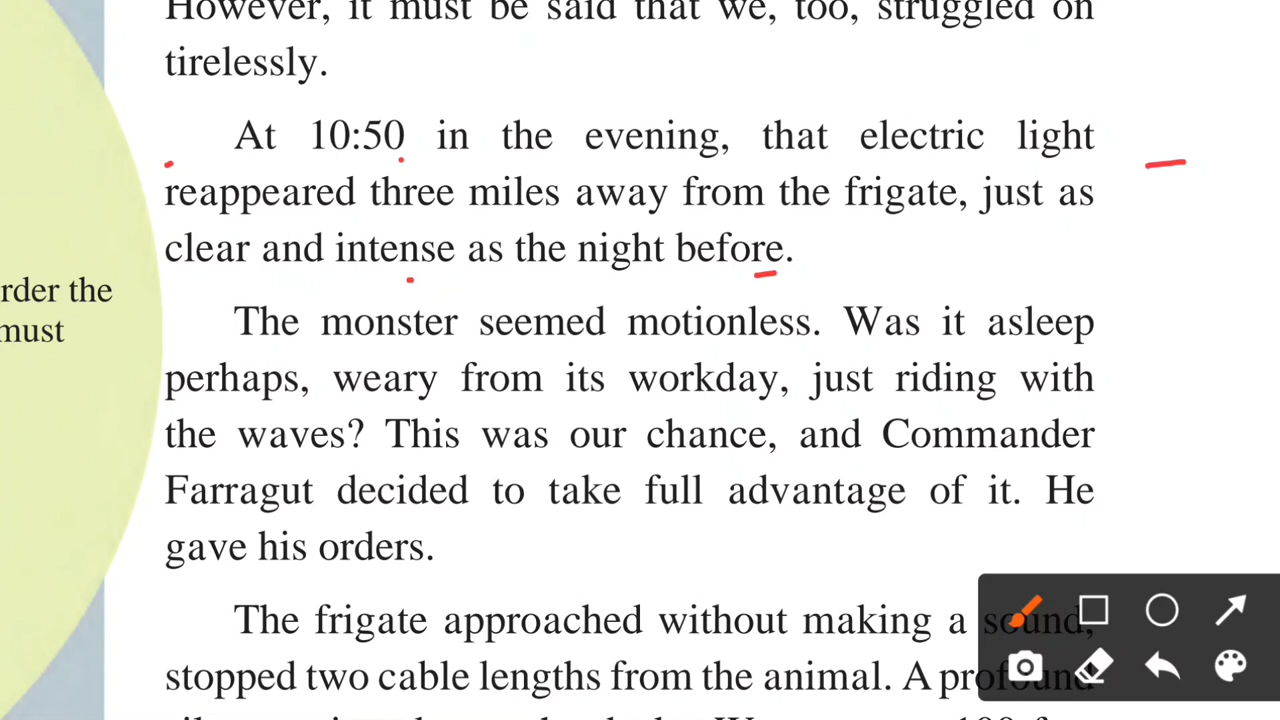 However, it must be said that we, too, struggled on
tirelessly.
At 10:50 in the evening, that electric light
reappeared three miles away from the frigate, just as
clear and intense as the night before.
rder the
must
The monster seemed motionless. Was it asleep
perhaps, weary from its workday, just riding with
the waves? This was our chance, and Commander
Farragut decided to take full advantage of it. He
gave his orders.
The frigate approached without making a sound,
stopped two cable lengths from the animal. A profound